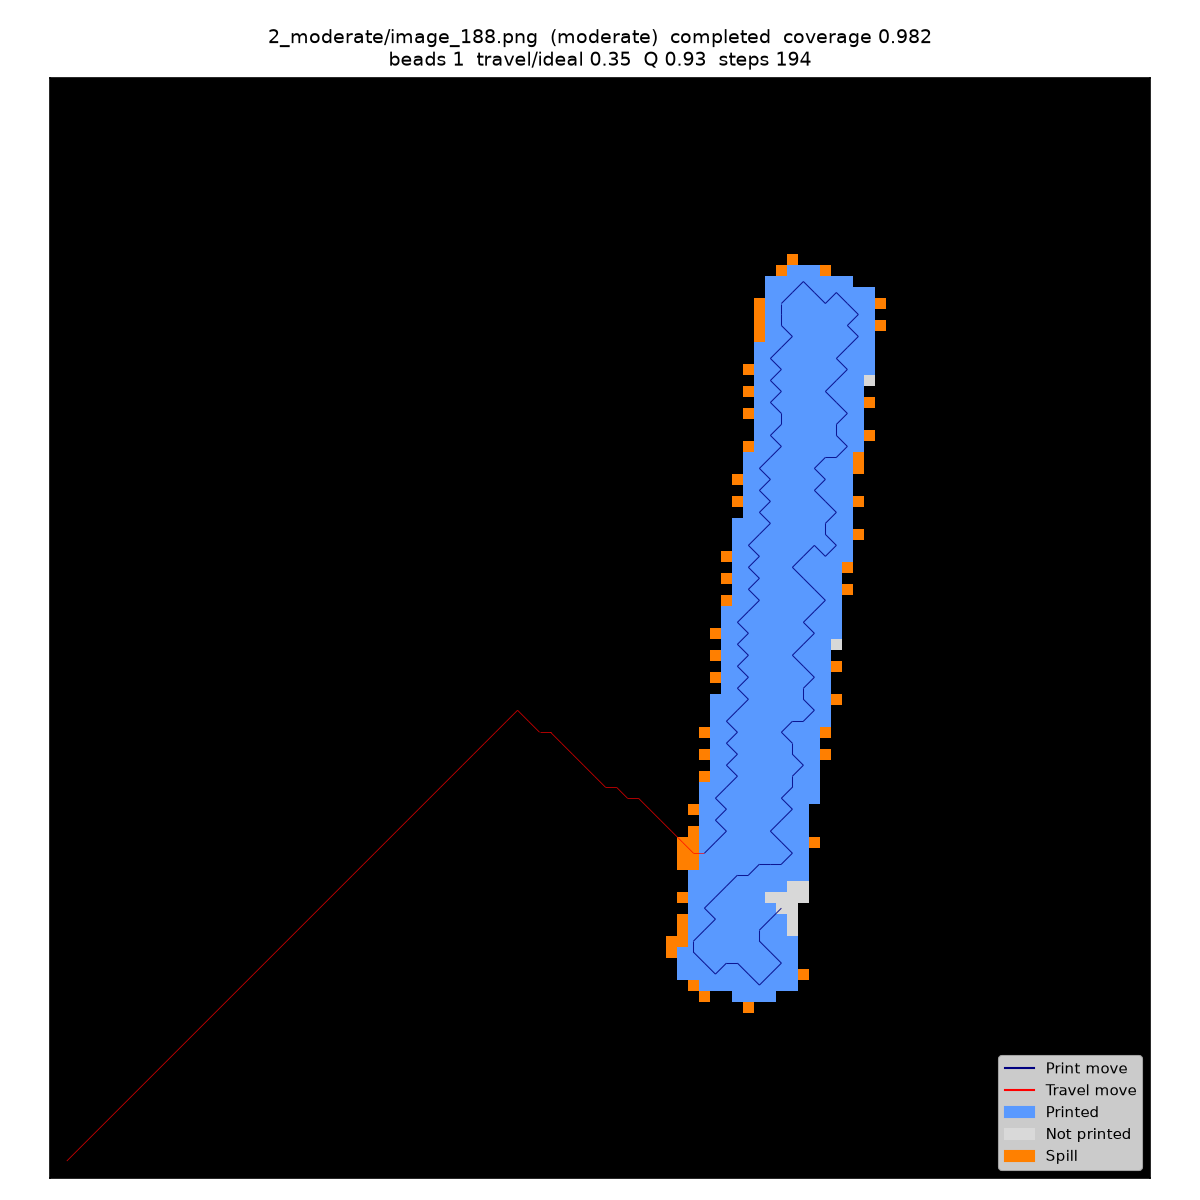 2_moderate/image_188.png  (moderate)  completed  coverage 0.982
beads 1  travel/ideal 0.35  Q 0.93  steps 194
Print move
Travel move
Printed
Not printed
Spill